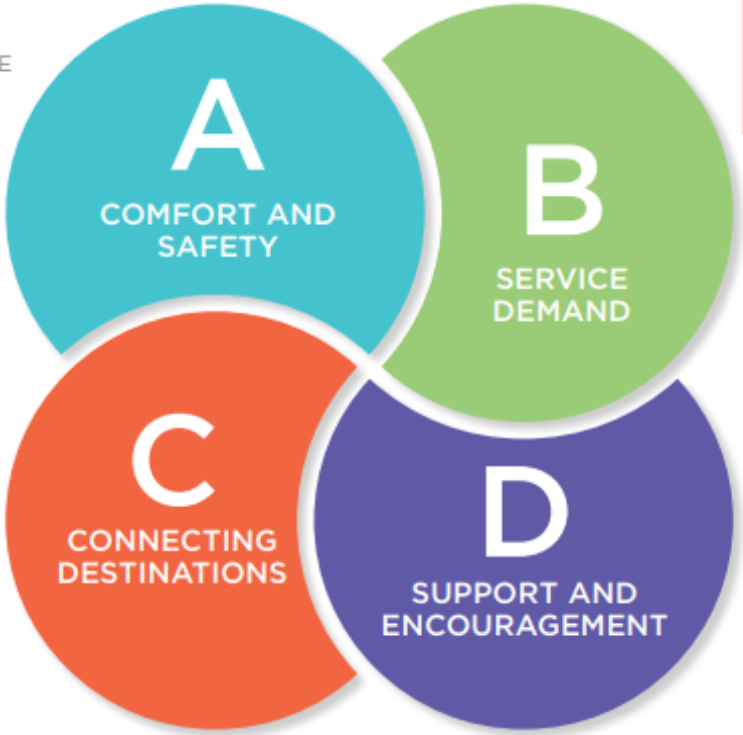 E
A
COMFORT AND
SAFETY
B
SERVICE
DEMAND
C
CONNECTING
DESTINATIONS
D
SUPPORT AND
ENCOURAGEMENT